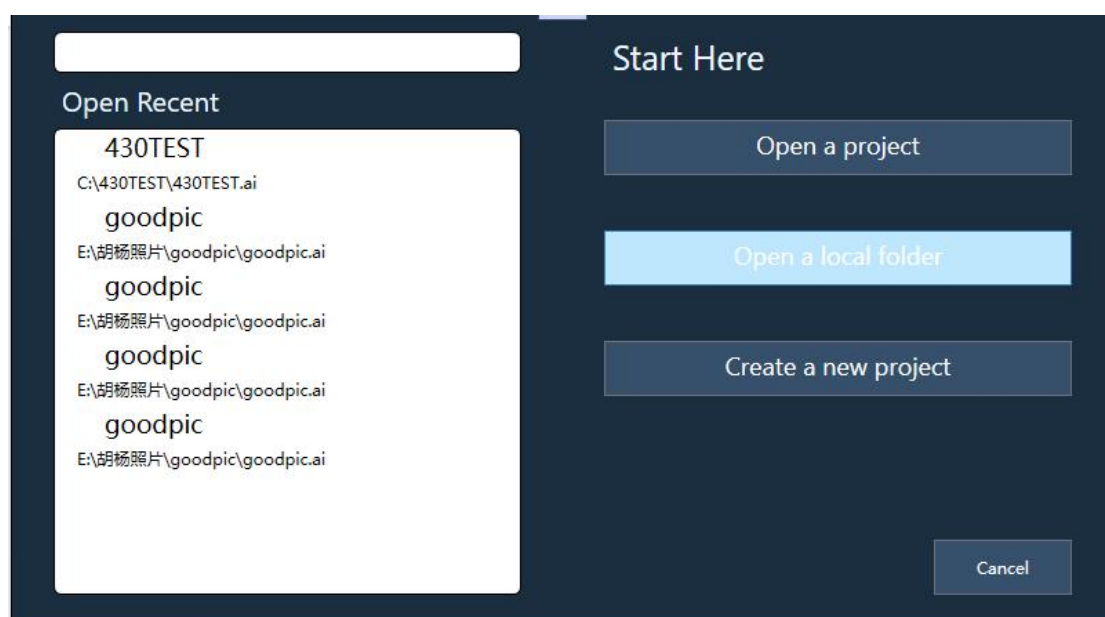 Open Recent
430TEST
C:\430TEST\430TEST.ai
goodpic
E:\胡杨照片\goodpic\goodpic.ai
goodpic
E:\胡杨照片\goodpic\goodpic.ai
goodpic
E:\胡杨照片\goodpic\goodpic.ai
goodpic
E:\胡杨照片\goodpic\goodpic.ai
Start Here
Open a project
Open a local folder
Create a new project
Cancel